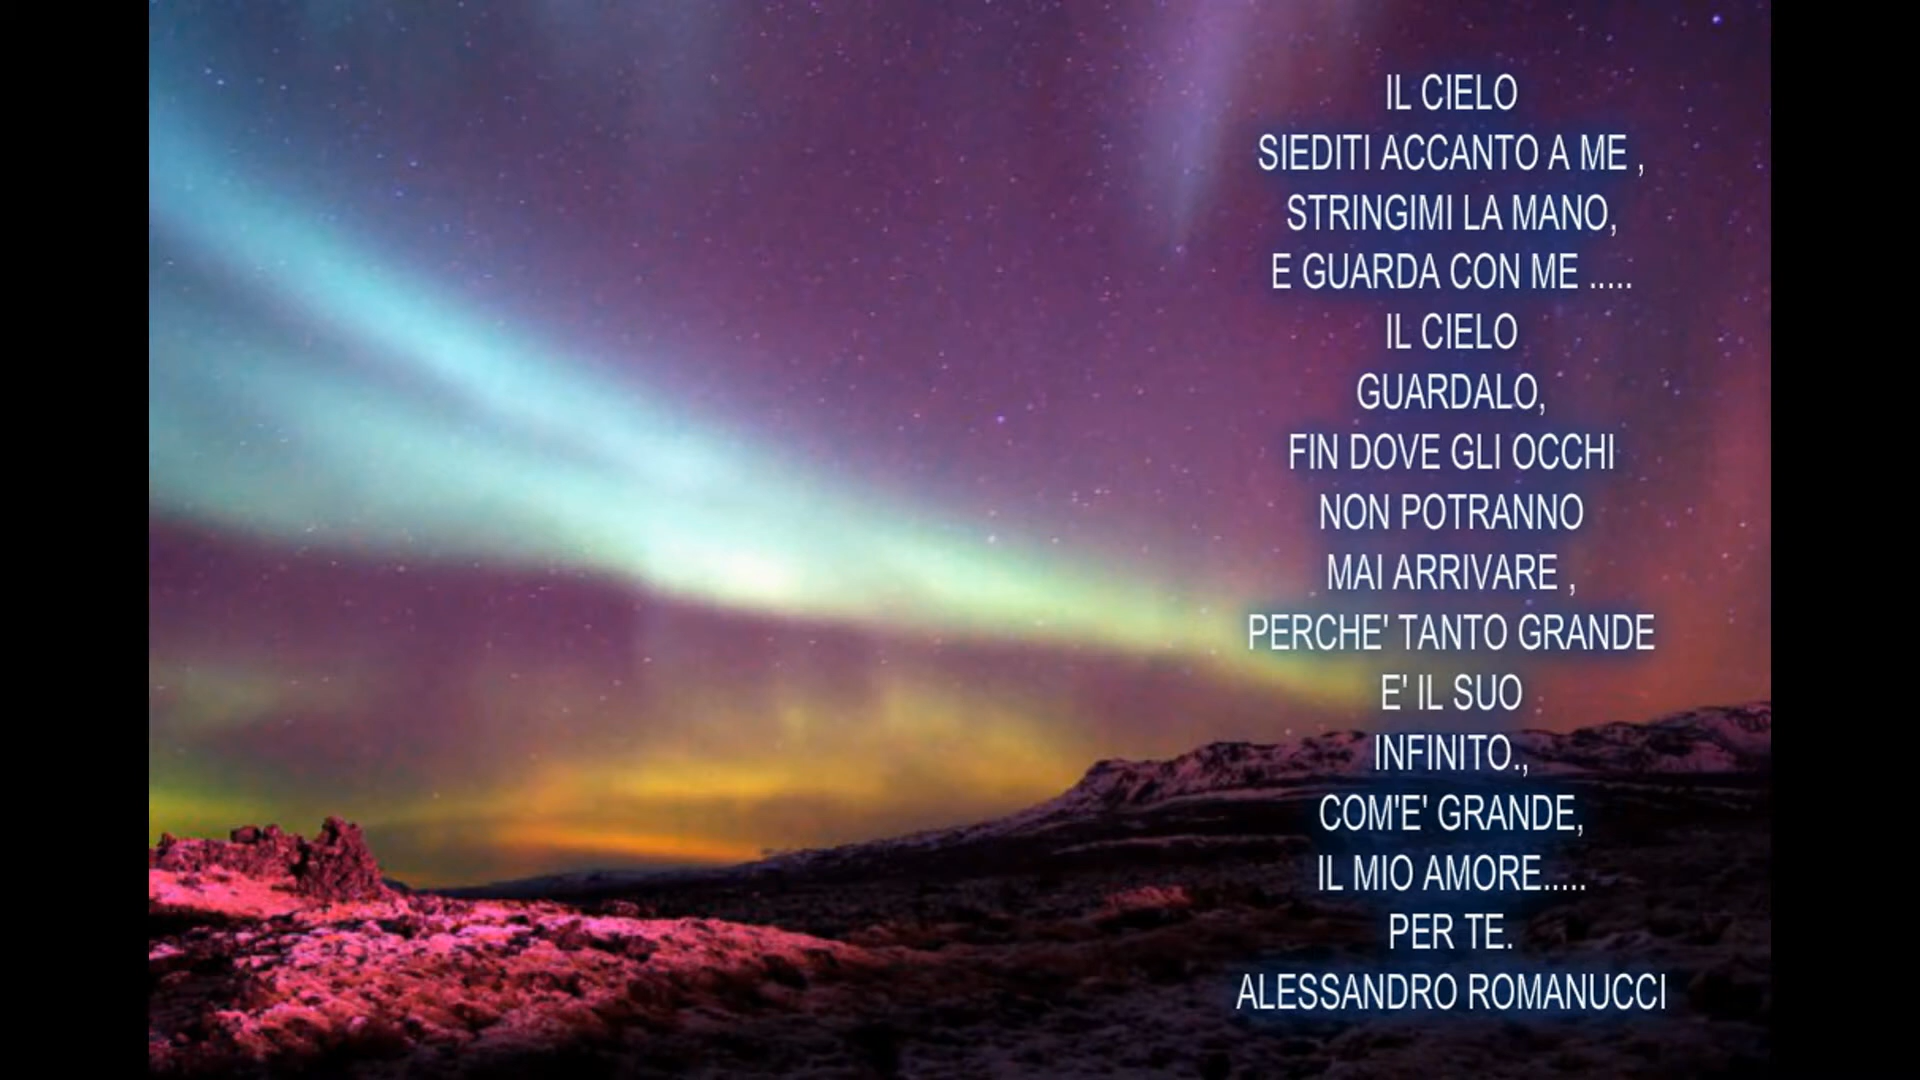 IL CIELO
SIEDITI ACCANTO A ME ,
STRINGIMI LA MANO,
E GUARDA CON ME .....
IL CIELO
GUARDALO,
FIN DOVE GLI OCCHI
NON POTRANNO
MAI ARRIVARE ,
PERCHE' TANTO GRANDE
E' IL SUO
INFINITO.,
COM'E' GRANDE,
IL MIO AMORE.....
PER TE.
ALESSANDRO ROMANUCCI